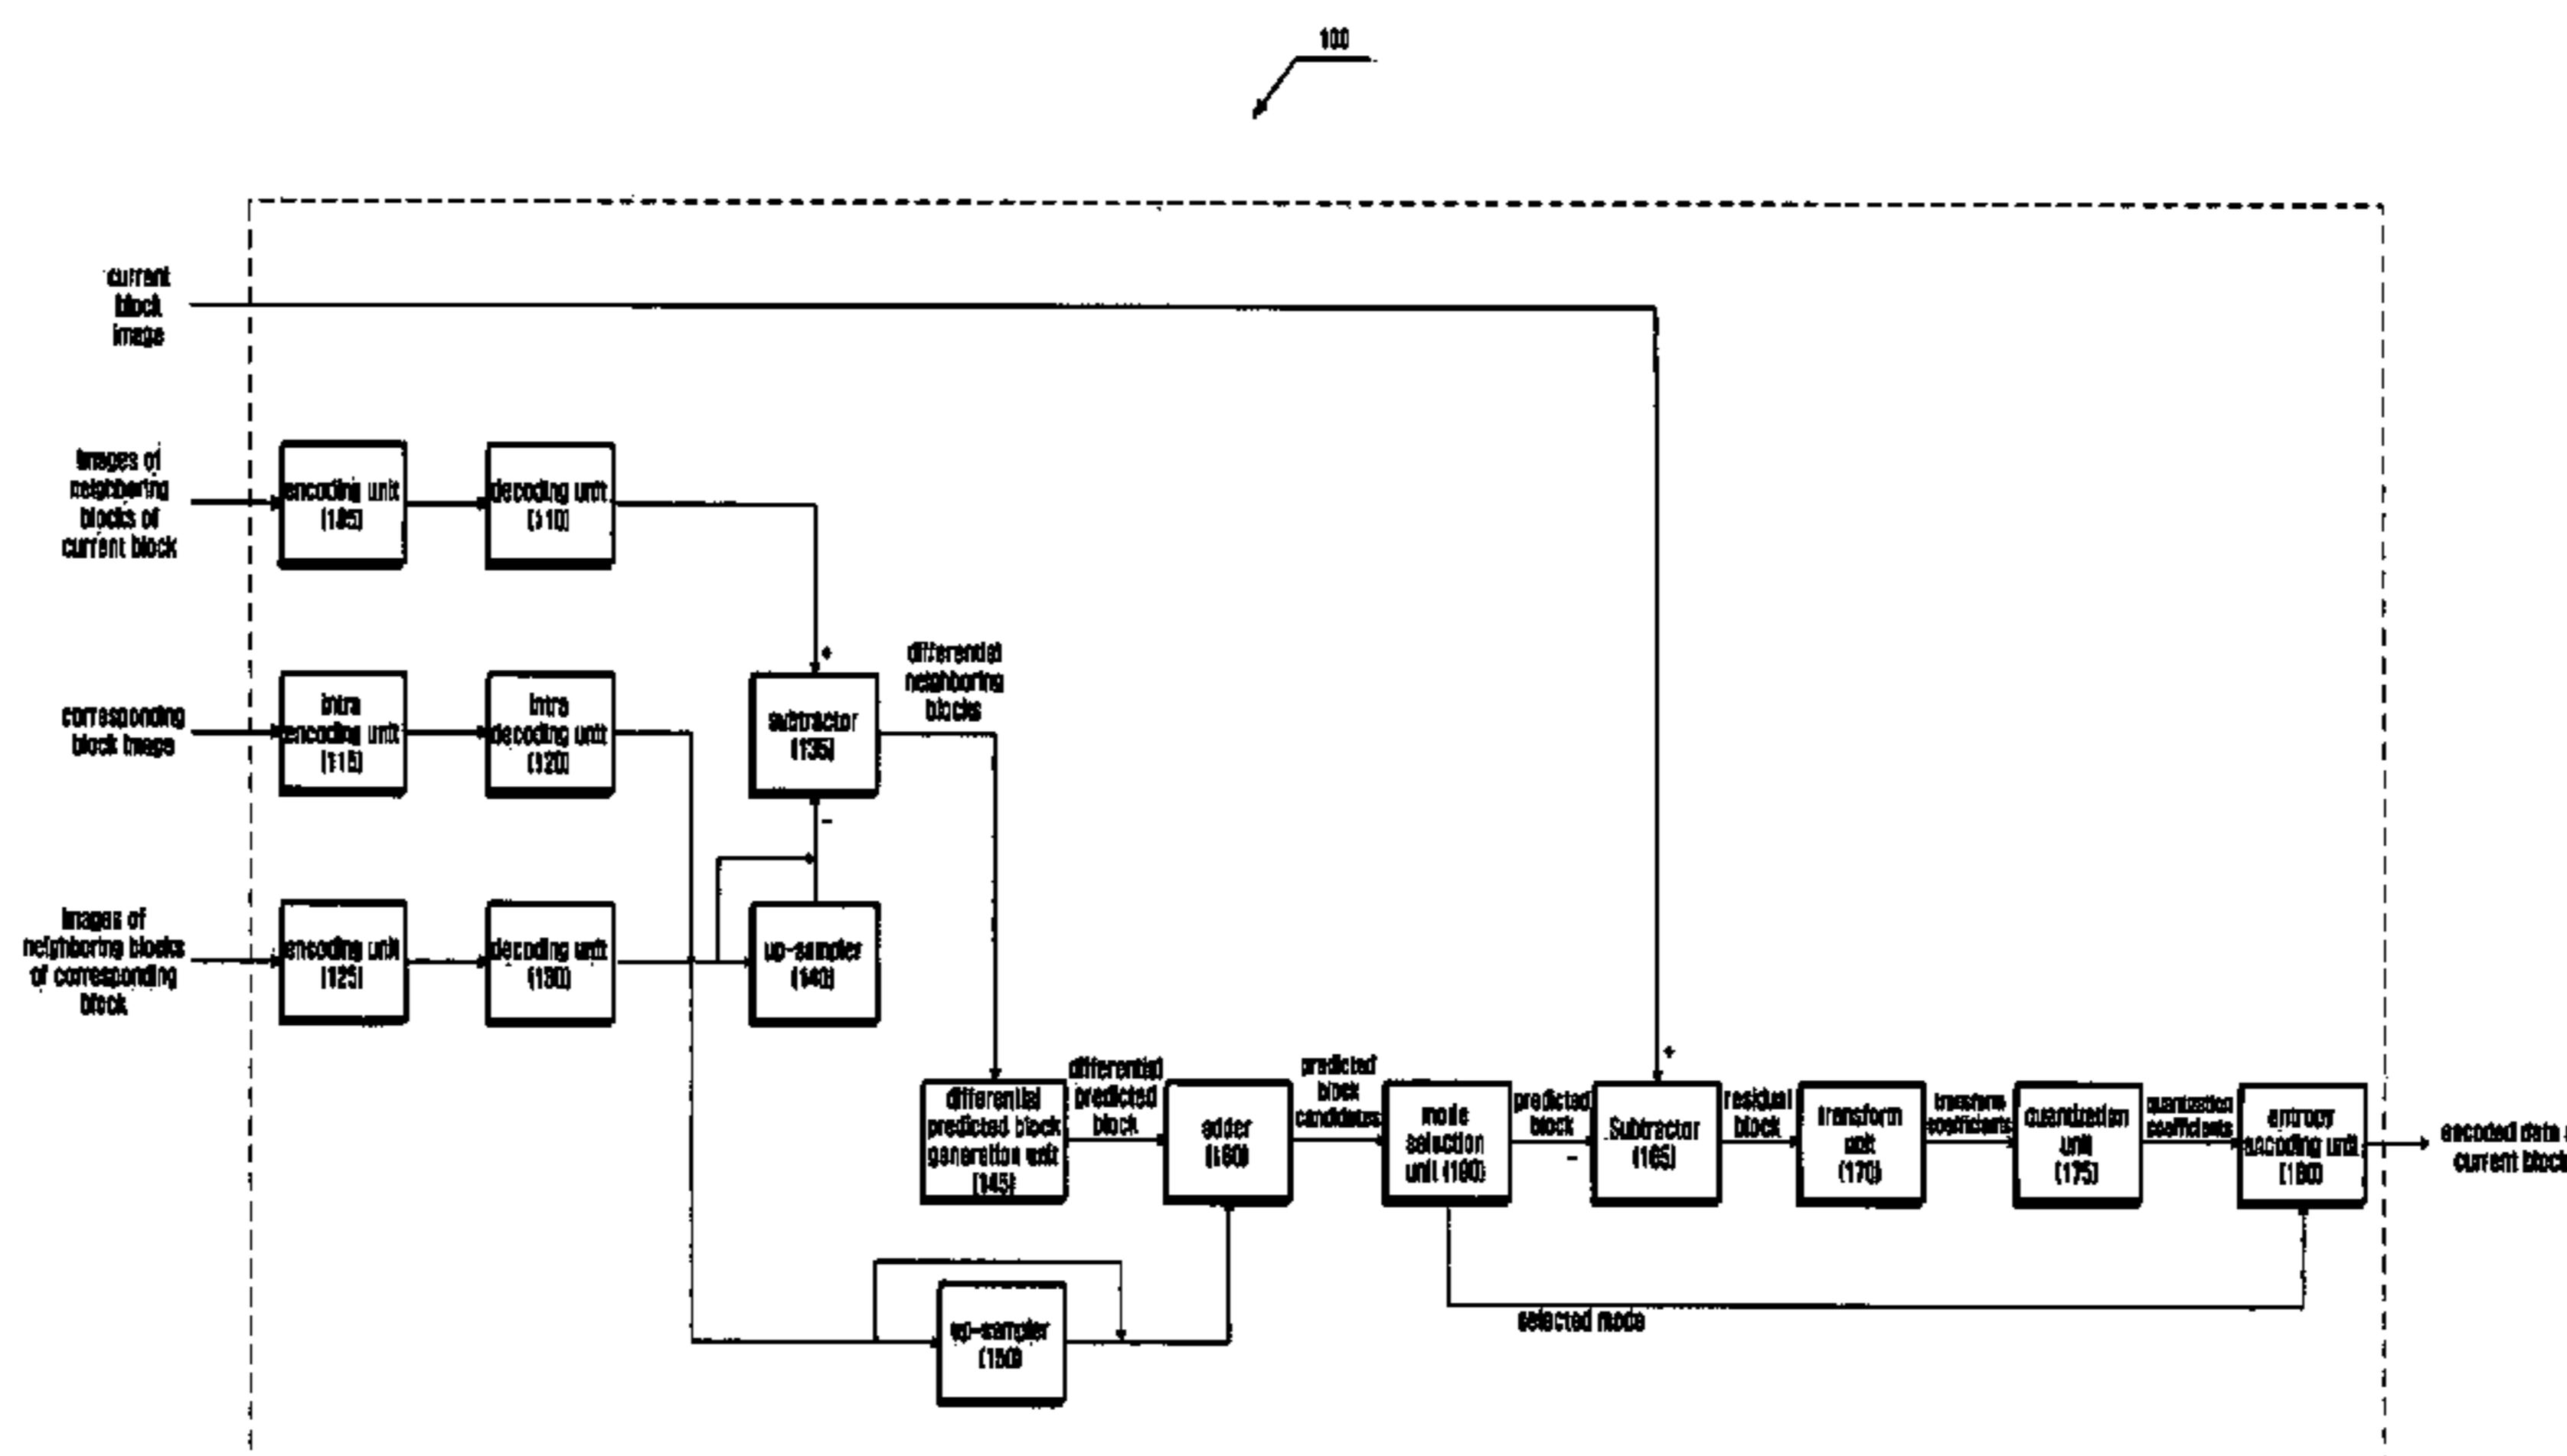 100
current
block
image
images of
neighboring
blocks of
current block
encoding unit
decoding unit
(110)
differential
neighboring
blocks
corresponding
block image
intra
encoding unit
(115)
intra
decoding unit
(120)
subtractor
(135)
images of
neighboring blocks
of corresponding
block
encoding unit
(125)
decoding unit
(130)
up-sampler
(140)
differential
predicted block
generation unit
(145)
differential
predicted
block
adder
predicted
block
candidates
mode
selection
unit
predicted
block
Subtractor
(165)
residual
block
transform
unit
(170)
transform
coefficients
quantization
unit
(175)
quantization
coefficients
entropy
encoding unit
(180)
encoded data
current block
up-sampler
(150)
selected mode